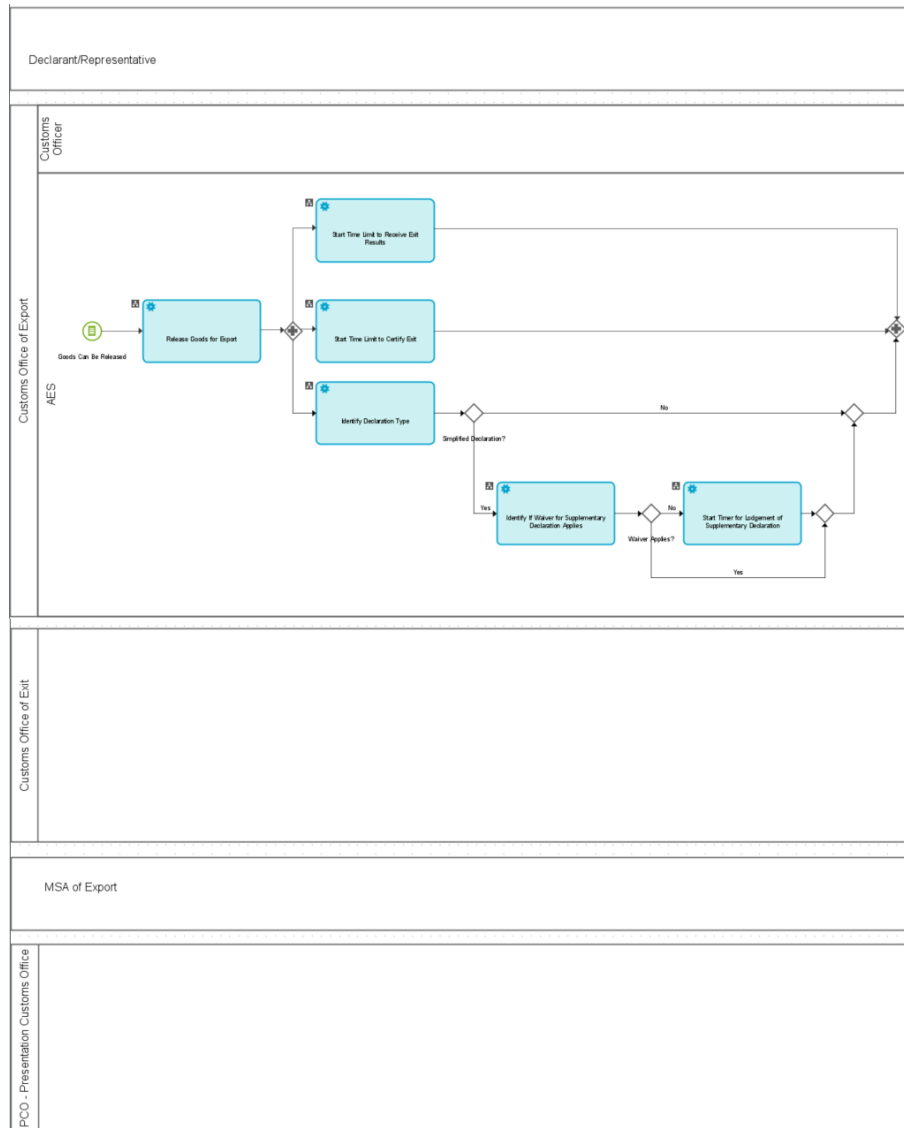 Declarant/Representative
Customs Office of Export
Customs
Officer
AES
Start Time Limit to Receive Exit
Results
Goods Can Be Released
Release Goods for Export
Start Time Limit to Certify Exit
Identify Declaration Type
Simplified Declaration?
No
Yes
Identify If Waiver for Supplementary
Declaration Applies
Waiver Applies?
No
Start Timer for Lodgement of
Supplementary Declaration
Yes
Customs Office of Exit
MSA of Export
PCO - Presentation Customs Office